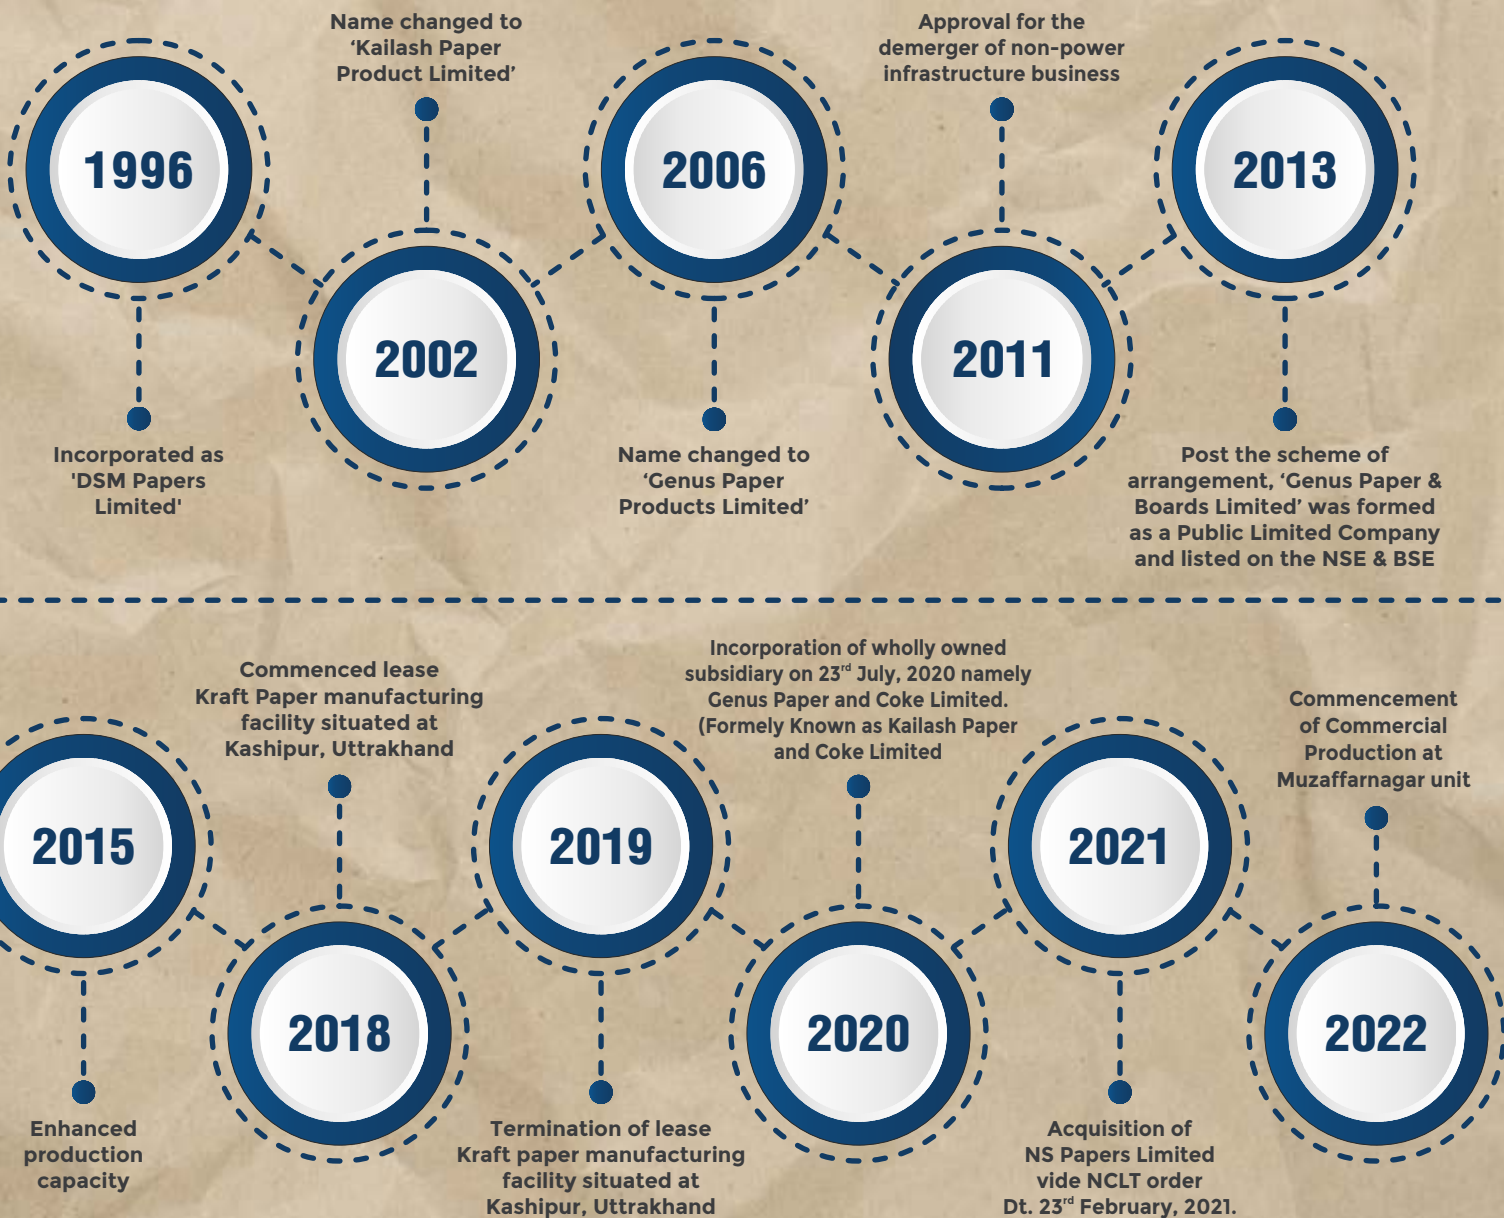 1996
Incorporated as
'DSM Papers
Limited'
Name changed to
‘Kailash Paper
Product Limited’
2002
2006
Name changed to
‘Genus Paper
Products Limited’
Approval for the
demerger of non-power
infrastructure business
2011
2013
Post the scheme of
arrangement, ‘Genus Paper &
Boards Limited’ was formed
as a Public Limited Company
and listed on the NSE & BSE
2015
Enhanced
production
capacity
Commenced lease
Kraft Paper manufacturing
facility situated at
Kashipur, Uttrakhand
2018
2019
Termination of lease
Kraft paper manufacturing
facility situated at
Kashipur, Uttrakhand
Incorporation of wholly owned
subsidiary on 23rd July, 2020 namely
Genus Paper and Coke Limited.
(Formely Known as Kailash Paper
and Coke Limited
2020
2021
Acquisition of
NS Papers Limited
vide NCLT order
Dt. 23rd February, 2021.
Commencement
of Commercial
Production at
Muzaffarnagar unit
2022